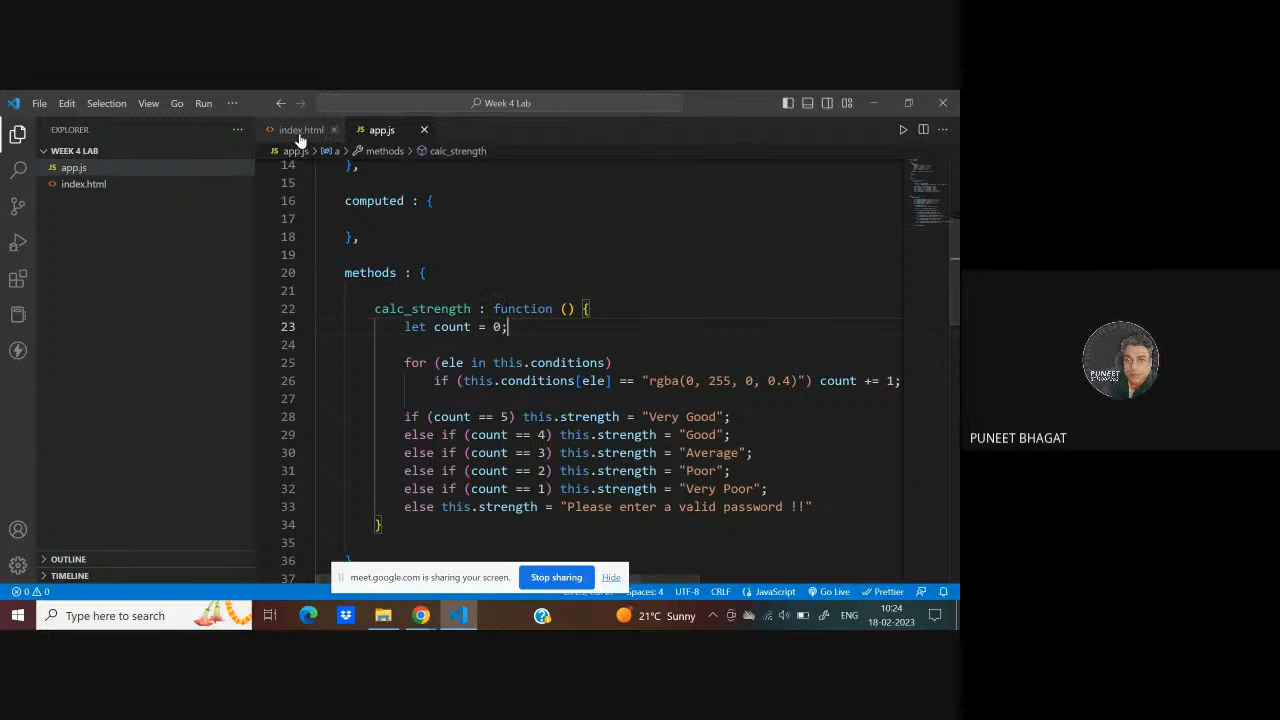 File Edit Selection View Go Run ··· Week 4 Lab
EXPLORER ···
index.html
app.js
app.js > a > methods > calc_strength
WEEK 4 LAB
app.js
index.html
14 },
15
16 computed : {
17
18 },
19
20 methods : {
21
22 calc_strength : function () {
23 let count = 0;
24
25 for (ele in this.conditions)
26 if (this.conditions[ele] == "rgba(0, 255, 0, 0.4)") count += 1;
27
28 if (count == 5) this.strength = "Very Good";
29 else if (count == 4) this.strength = "Good";
30 else if (count == 3) this.strength = "Average";
31 else if (count == 2) this.strength = "Poor";
32 else if (count == 1) this.strength = "Very Poor";
33 else this.strength = "Please enter a valid password !!"
34 }
35
36 }
37
OUTLINE
TIMELINE
meet.google.com is sharing your screen. Stop sharing Hide
0 0 Spaces: 4 UTF-8 CRLF {} JavaScript Go Live Prettier
Type here to search
21°C Sunny
ENG
10:24
18-02-2023
PUNEET
PUNEET BHAGAT